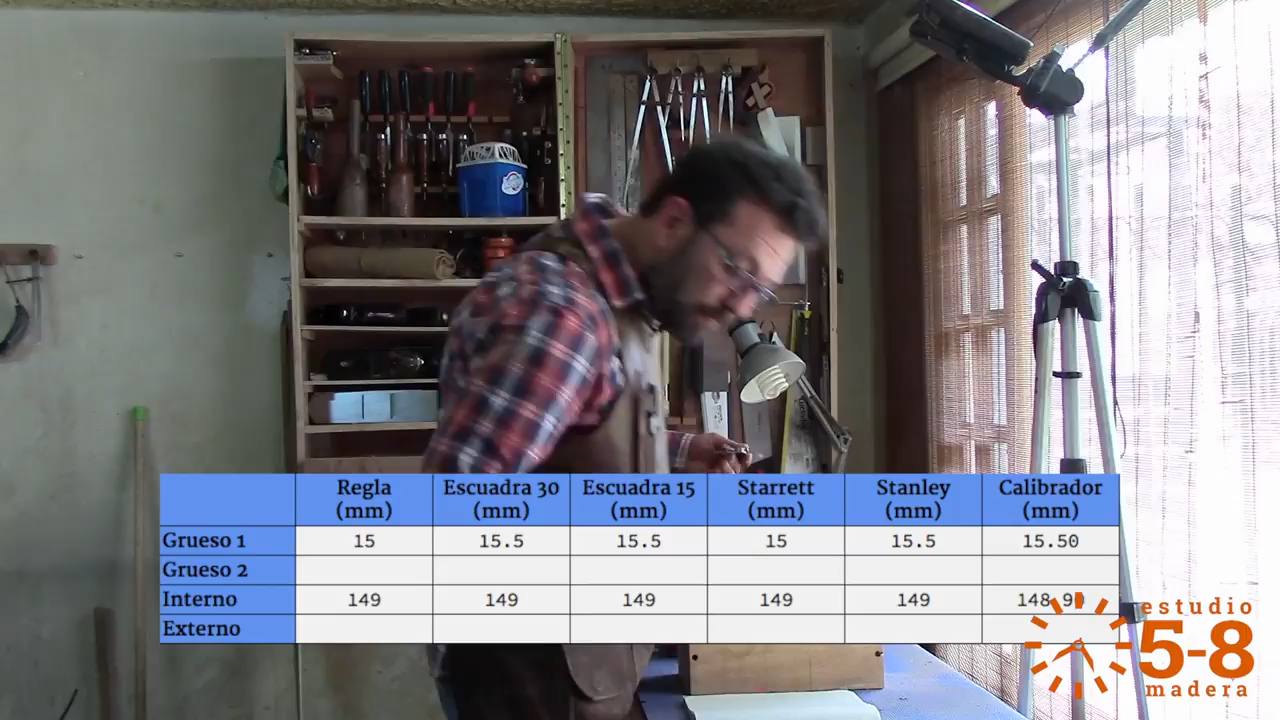 Regla Escuadra 30 Escuadra 15 Starrett Stanley Calibrador
(mm) (mm) (mm) (mm) (mm) (mm)
Grueso 1 15 15.5 15.5 15 15.5 15.50
Grueso 2
Interno 149 149 149 149 149
Externo
estudio
5-8
madera